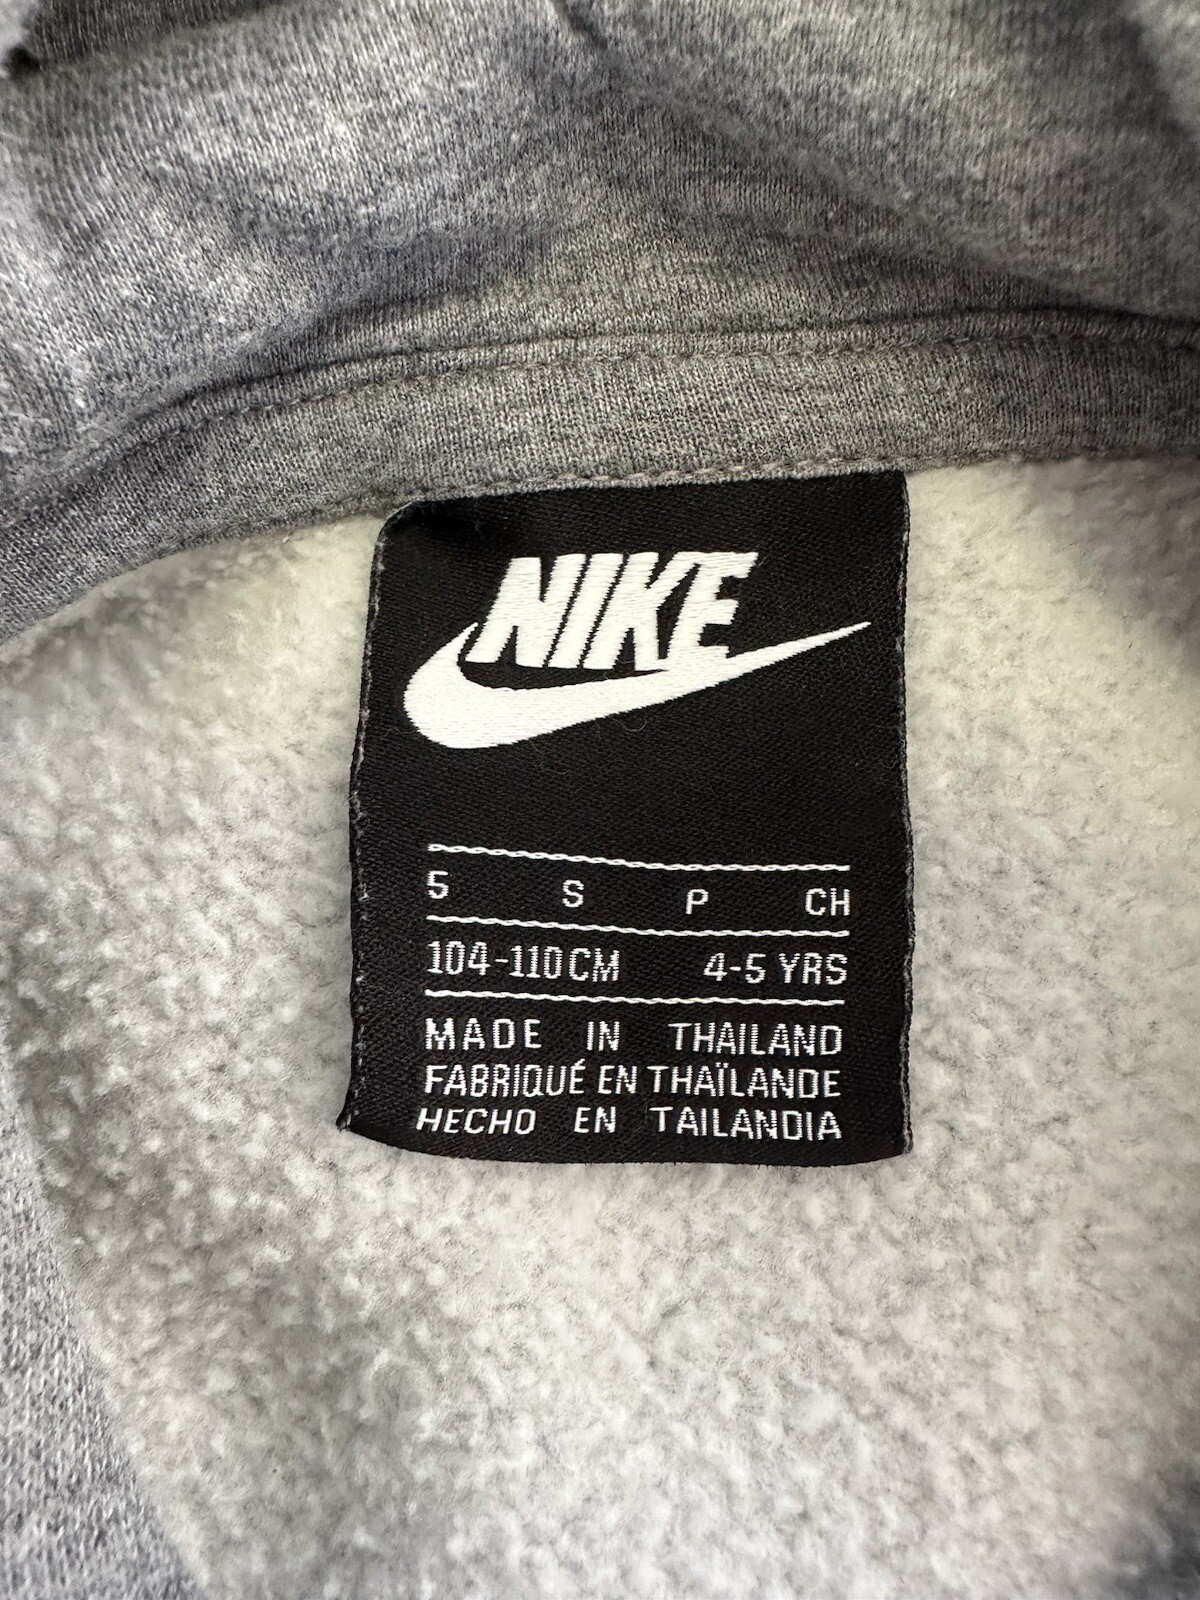 NIKE
5 S P CH
104-110CM 4-5 YRS
MADE IN THAILAND
FABRIQUÉ EN THAÏLANDE
HECHO EN TAILANDIA